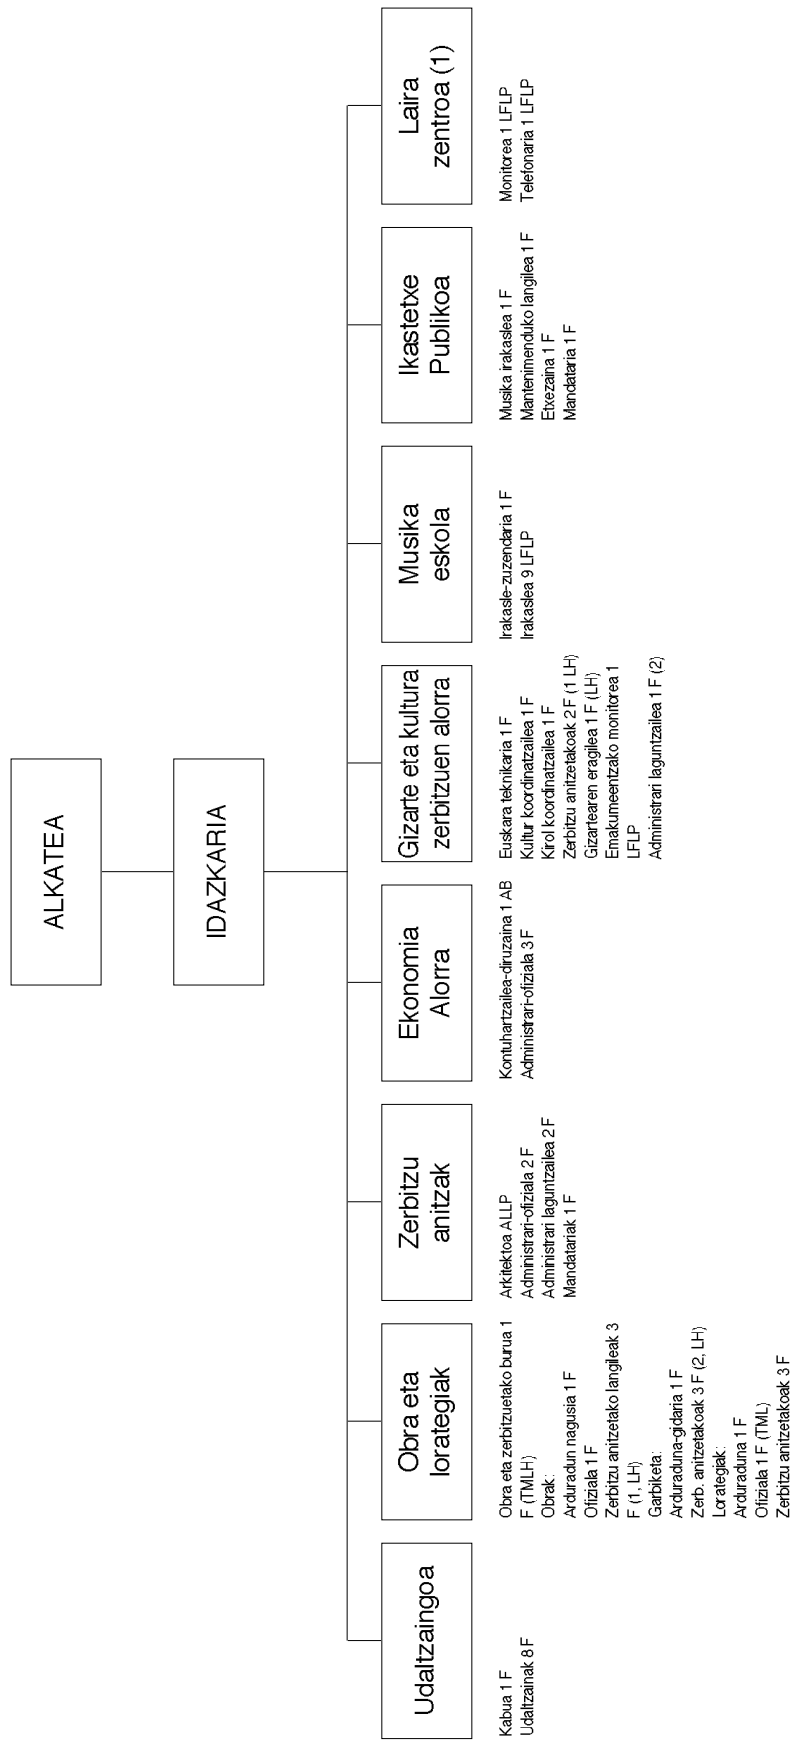 ALKATEA
IDAZKARIA
Udaltzaingoa
Kabua 1 F
Udaltzainak 8 F
Obra eta
lorategiak
Obra eta zerbitzuetako burua 1
F (TMLH)
Obrak:
Arduradun nagusia 1 F
Ofiziala 1 F
Zerbitzu anitzetako langileak 3
F (1, LH)
Garbiketa:
Arduraduna-gidaria 1 F
Zerb. anitzetakoak 3 F (2, LH)
Lorategiak:
Arduraduna 1 F
Ofiziala 1 F (TML)
Zerbitzu anitzetakoak 3 F
Zerbitzu
anitzak
Arkitektoa ALLP
Administrari-ofiziala 2 F
Administrari laguntzailea 2 F
Mandatariak 1 F
Ekonomia
Alorra
Kontuhartzailea-diruzaina 1 AB
Administrari-ofiziala 3 F
Gizarte eta kultura
zerbitzuen alorra
Euskara teknikaria 1 F
Kultur koordinatzailea 1 F
Kirol koordinatzailea 1 F
Zerbitzu anitzetakoak 2 F (1 LH)
Gizartearen eragilea 1 F (LH)
Emakumeentzako monitorea 1
LFLP
Administrari laguntzailea 1 F (2)
Musika
eskola
Irakasle-zuzendaria 1 F
Irakaslea 9 LFLP
Ikastetxe
Publikoa
Musika irakaslea 1 F
Mantenimenduko langilea 1 F
Etxezaina 1 F
Mandataria 1 F
Laira
zentroa (1)
Monitorea 1 LFLP
Telefonaria 1 LFLP